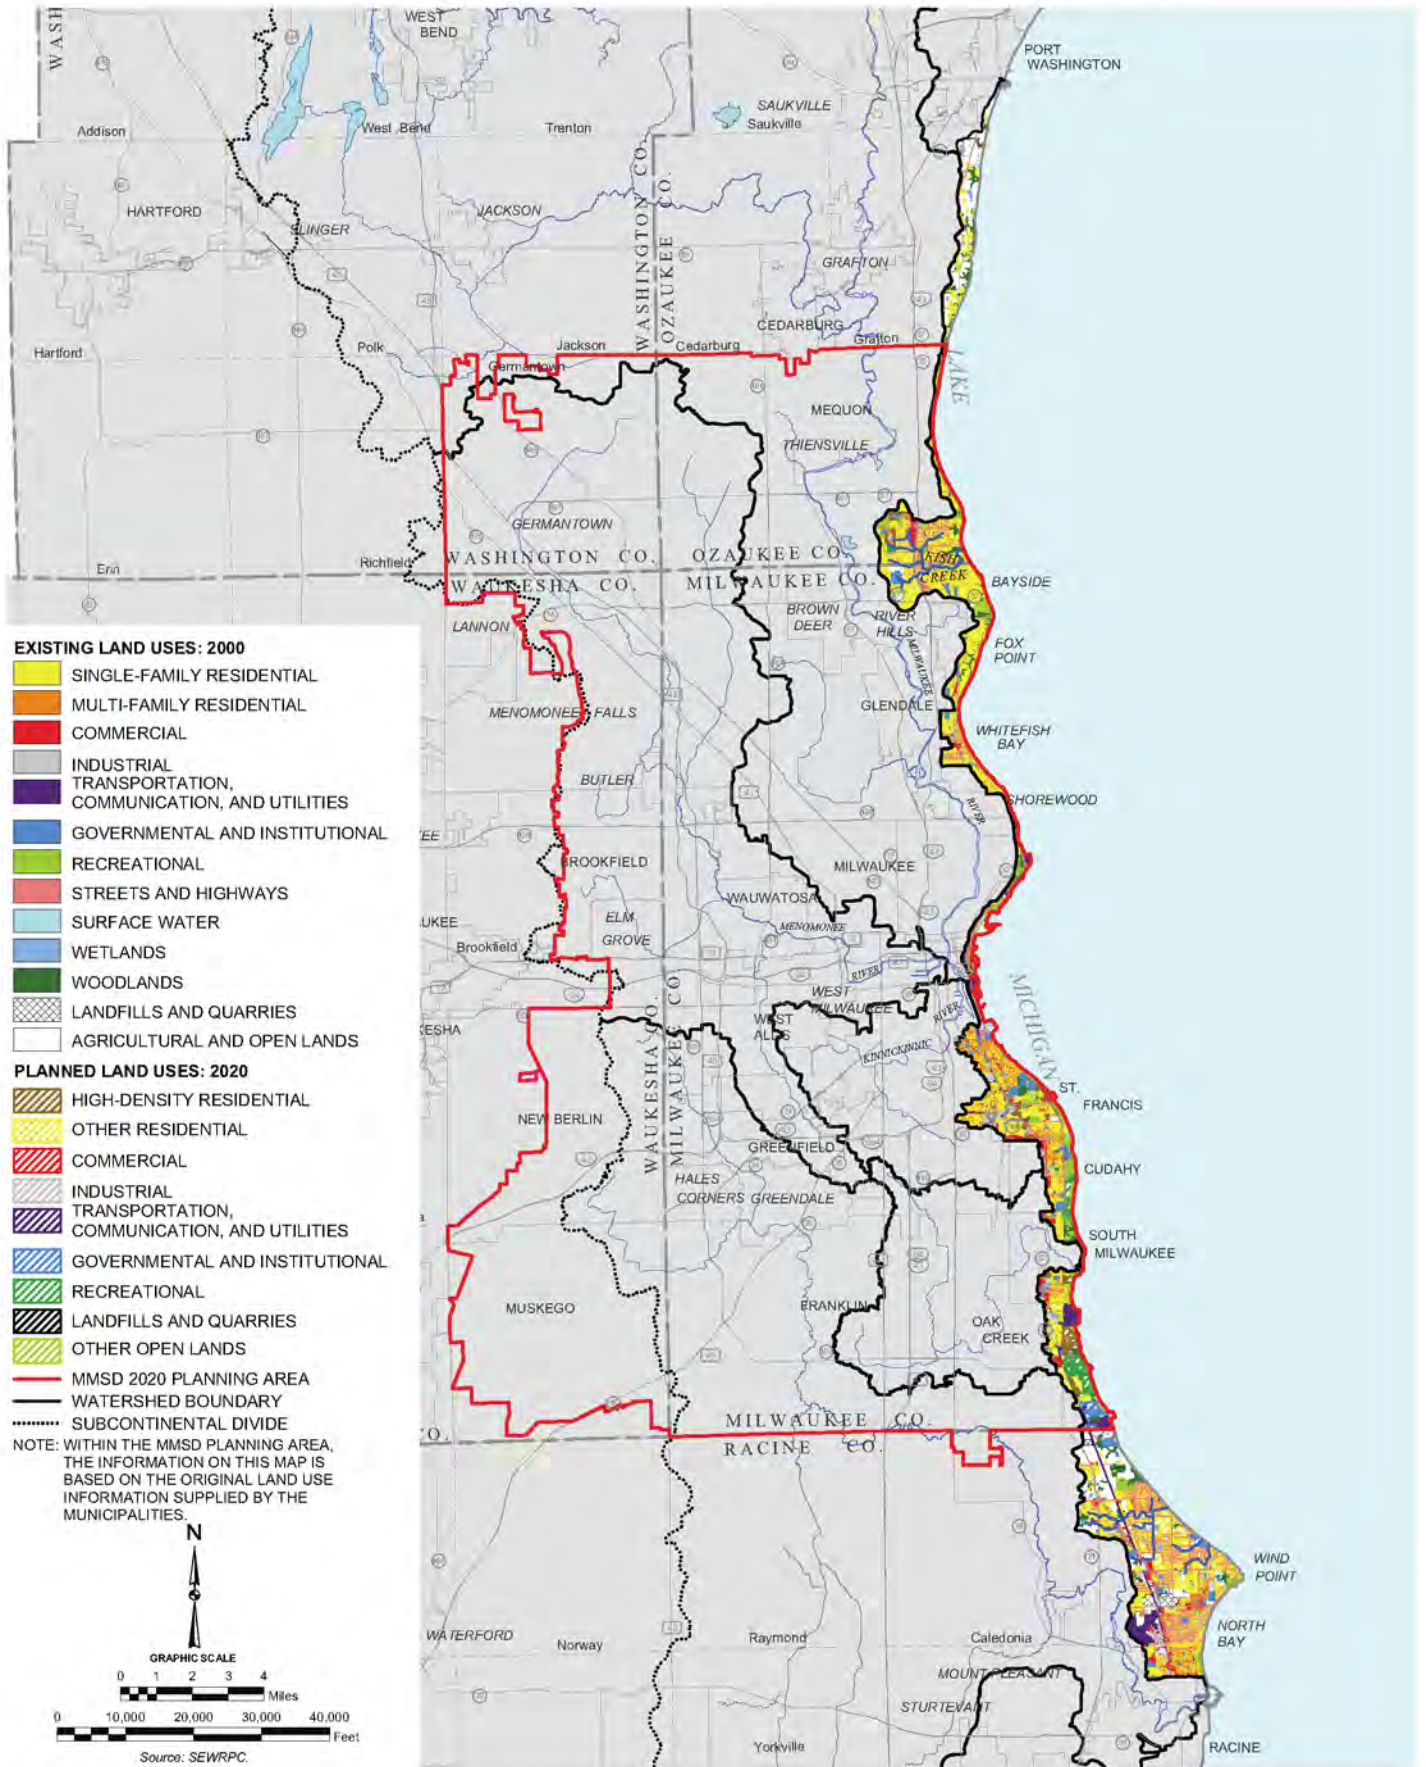 WASH
WEST
BEND
PORT
WASHINGTON
SAUKVILLE
Saukville
Addison
West Bend
Trenton
WASHINGTON CO.
OZAUKEE CO.
HARTFORD
SLINGER
JACKSON
GRAFTON
CEDARBURG
Hartford
Polk
Jackson
Cedarburg
Grafton
Germantown
LAKE
MEQUON
THIENSVILLE
GERMANTOWN
WASHINGTON CO.
OZAUKEE CO.
Richfield
Erin
WAUKESHA CO.
MILWAUKEE CO.
FISH
CREEK
BAYSIDE
LANNON
BROWN
DEER
RIVER
HILLS
MILWAUKEE
FOX
POINT
MENOMONEE FALLS
GLENDALE
WHITEFISH
BAY
BUTLER
RIVER
SHOREWOOD
BROOKFIELD
MILWAUKEE
WAUWATOSA
UKEE
ELM
GROVE
Brookfield
MENOMONEE
RIVER
WEST
MILWAUKEE
RIVER
MICHIGAN
KESHA
WEST
ALLIS
KINNICKINNIC
WAUKESHA CO.
MILWAUKEE CO.
ST.
FRANCIS
NEW BERLIN
GREENFIELD
CUDAHY
HALES
CORNERS
GREENDALE
SOUTH
MILWAUKEE
MUSKEGO
FRANKLIN
OAK
CREEK
MILWAUKEE CO.
RACINE CO.
CO.
WIND
POINT
NORTH
BAY
WATERFORD
Norway
Raymond
Caledonia
MOUNT PLEASANT
STURTEVANT
Yorkville
RACINE
EXISTING LAND USES: 2000
SINGLE-FAMILY RESIDENTIAL
MULTI-FAMILY RESIDENTIAL
COMMERCIAL
INDUSTRIAL
TRANSPORTATION,
COMMUNICATION, AND UTILITIES
GOVERNMENTAL AND INSTITUTIONAL
RECREATIONAL
STREETS AND HIGHWAYS
SURFACE WATER
WETLANDS
WOODLANDS
LANDFILLS AND QUARRIES
AGRICULTURAL AND OPEN LANDS
PLANNED LAND USES: 2020
HIGH-DENSITY RESIDENTIAL
OTHER RESIDENTIAL
COMMERCIAL
INDUSTRIAL
TRANSPORTATION,
COMMUNICATION, AND UTILITIES
GOVERNMENTAL AND INSTITUTIONAL
RECREATIONAL
LANDFILLS AND QUARRIES
OTHER OPEN LANDS
MMSD 2020 PLANNING AREA
WATERSHED BOUNDARY
SUBCONTINENTAL DIVIDE
NOTE: WITHIN THE MMSD PLANNING AREA,
THE INFORMATION ON THIS MAP IS
BASED ON THE ORIGINAL LAND USE
INFORMATION SUPPLIED BY THE
MUNICIPALITIES.
N
GRAPHIC SCALE
0 1 2 3 4
Miles
0 10,000 20,000 30,000 40,000
Feet
Source: SEWRPC.